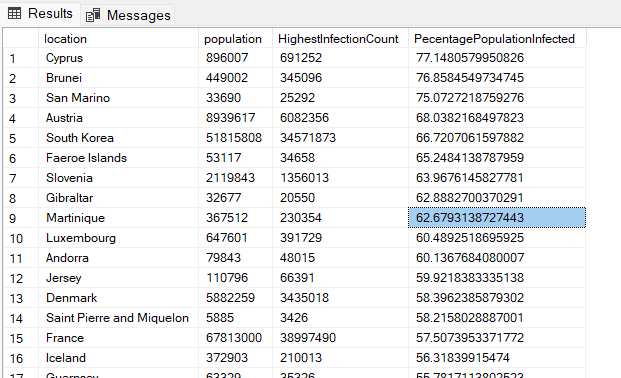 Results Messages
location population HighestInfectionCount PecentagePopulationInfected
1 Cyprus 896007 691252 77.1480579950826
2 Brunei 449002 345096 76.8584549734745
3 San Marino 33690 25292 75.0727218759276
4 Austria 8939617 6082356 68.0382168497823
5 South Korea 51815808 34571873 66.7207061597882
6 Faeroe Islands 53117 34658 65.2484138787959
7 Slovenia 2119843 1356013 63.9676145827781
8 Gibraltar 32677 20550 62.8882700370291
9 Martinique 367512 230354 62.6793138727443
10 Luxembourg 647601 391729 60.4892518695925
11 Andorra 79843 48015 60.1367684080007
12 Jersey 110796 66391 59.9218383335138
13 Denmark 5882259 3435018 58.3962385879302
14 Saint Pierre and Miquelon 5885 3426 58.2158028887001
15 France 67813000 38997490 57.5073953371772
16 Iceland 372903 210013 56.31839915474
17 Guernsey 63329 35326 55.7817113802523